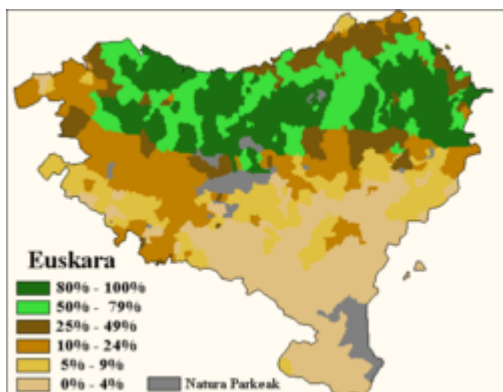 Euskara
80% - 100%
50% - 79%
25% - 49%
10% - 24%
5% - 9%
0% - 4%
Natura Parkeak